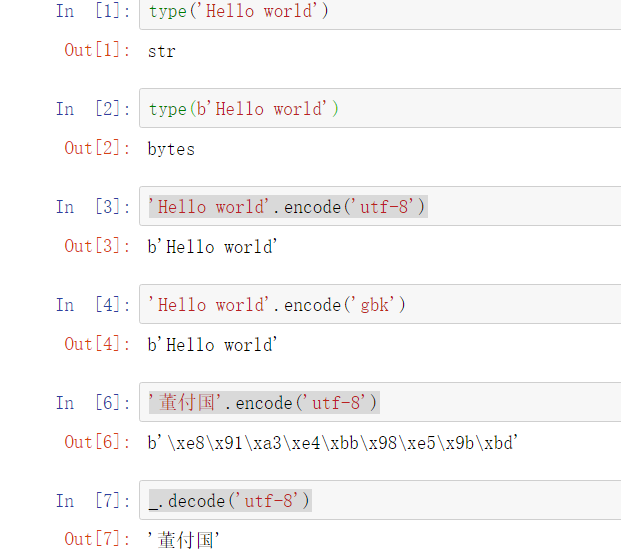 In [1]: type('Hello world')
Out[1]: str
In [2]: type(b'Hello world')
Out[2]: bytes
In [3]: 'Hello world'.encode('utf-8')
Out[3]: b'Hello world'
In [4]: 'Hello world'.encode('gbk')
Out[4]: b'Hello world'
In [6]: '董付国'.encode('utf-8')
Out[6]: b'\xe8\x91\xa3\xe4\xbb\x98\xe5\x9b\xbd'
In [7]: _.decode('utf-8')
Out[7]: '董付国'